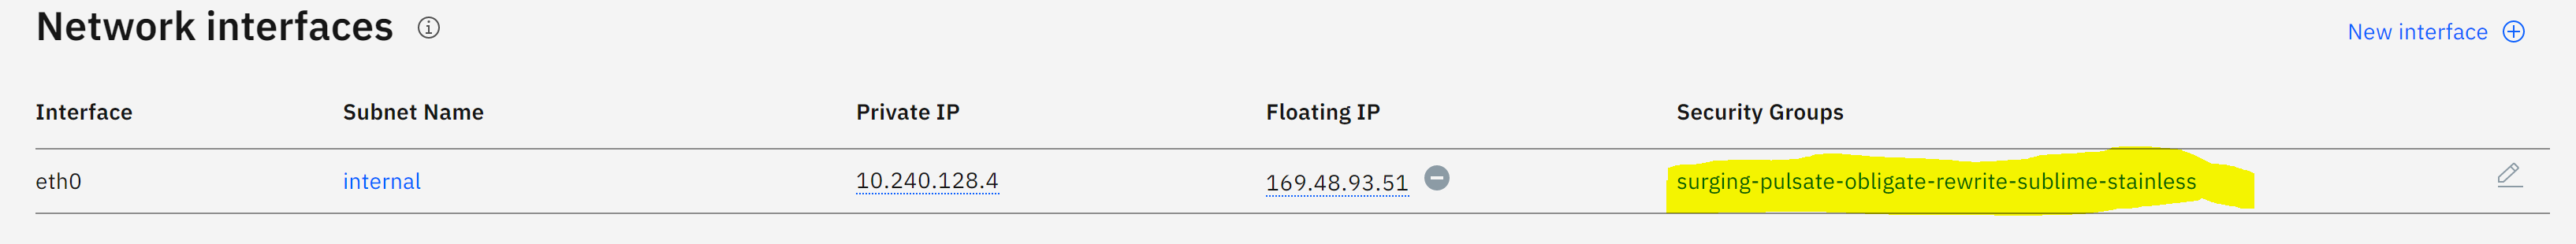 Network interfaces
New interface
Interface Subnet Name Private IP Floating IP Security Groups
eth0 internal 10.240.128.4 169.48.93.51 surging-pulsate-obligate-rewrite-sublime-stainless